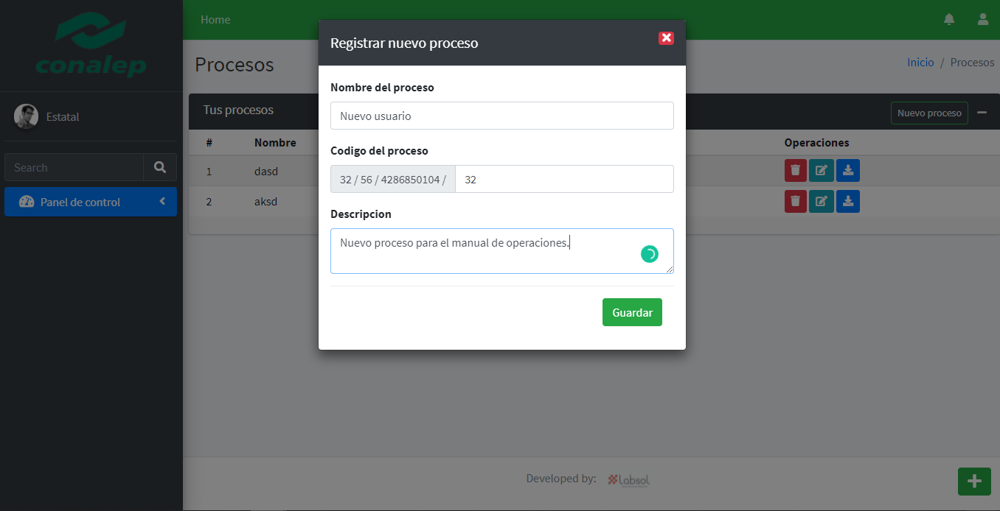 conalep
Home
Registrar nuevo proceso
Procesos
Inicio / Procesos
Estatal
Tus procesos
Nuevo proceso
Nombre del proceso
Nuevo usuario
# Nombre Operaciones
Codigo del proceso
Search
32 / 56 / 4286850104 / 32
1 dasd
Panel de control
2 aksd
Descripcion
Nuevo proceso para el manual de operaciones.
Guardar
Developed by: Labsol